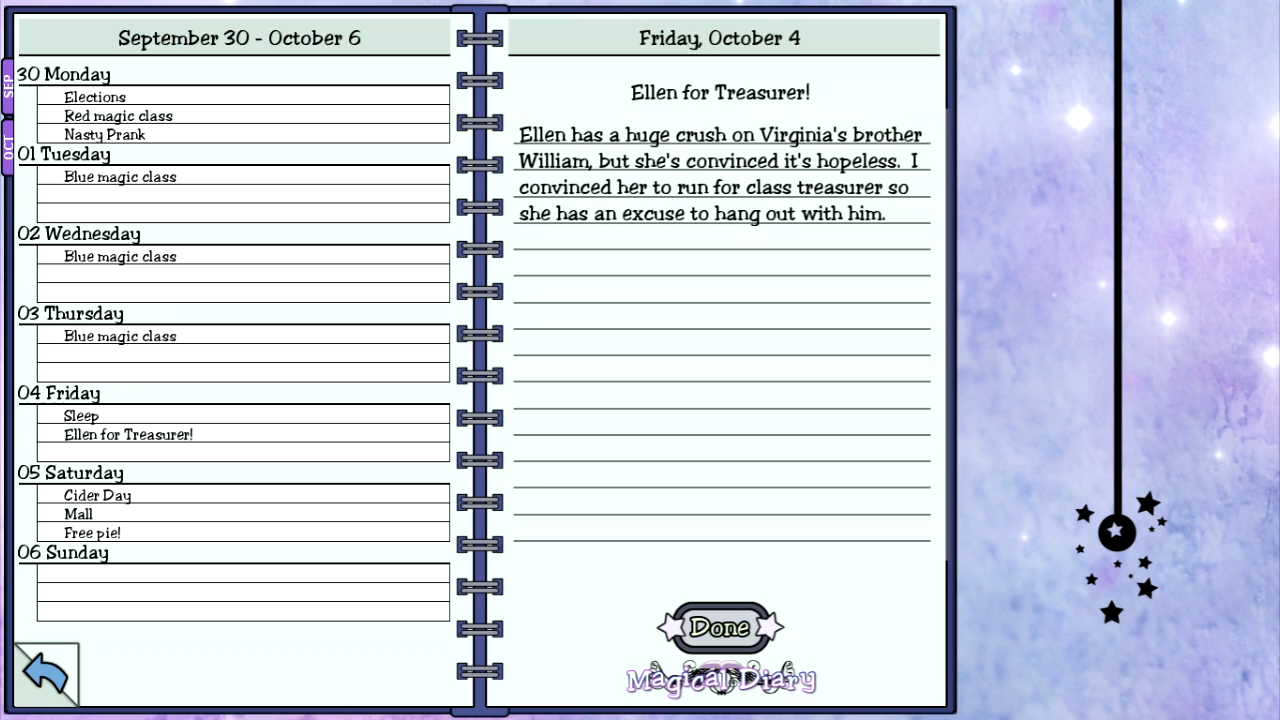 September 30 - October 6
SEP
OCT
30 Monday
Elections
Red magic class
Nasty Prank
01 Tuesday
Blue magic class
02 Wednesday
Blue magic class
03 Thursday
Blue magic class
04 Friday
Sleep
Ellen for Treasurer!
05 Saturday
Cider Day
Mall
Free pie!
06 Sunday
Friday, October 4
Ellen for Treasurer!
Ellen has a huge crush on Virginia's brother
William, but she's convinced it's hopeless. I
convinced her to run for class treasurer so
she has an excuse to hang out with him.
Done
Magical Diary